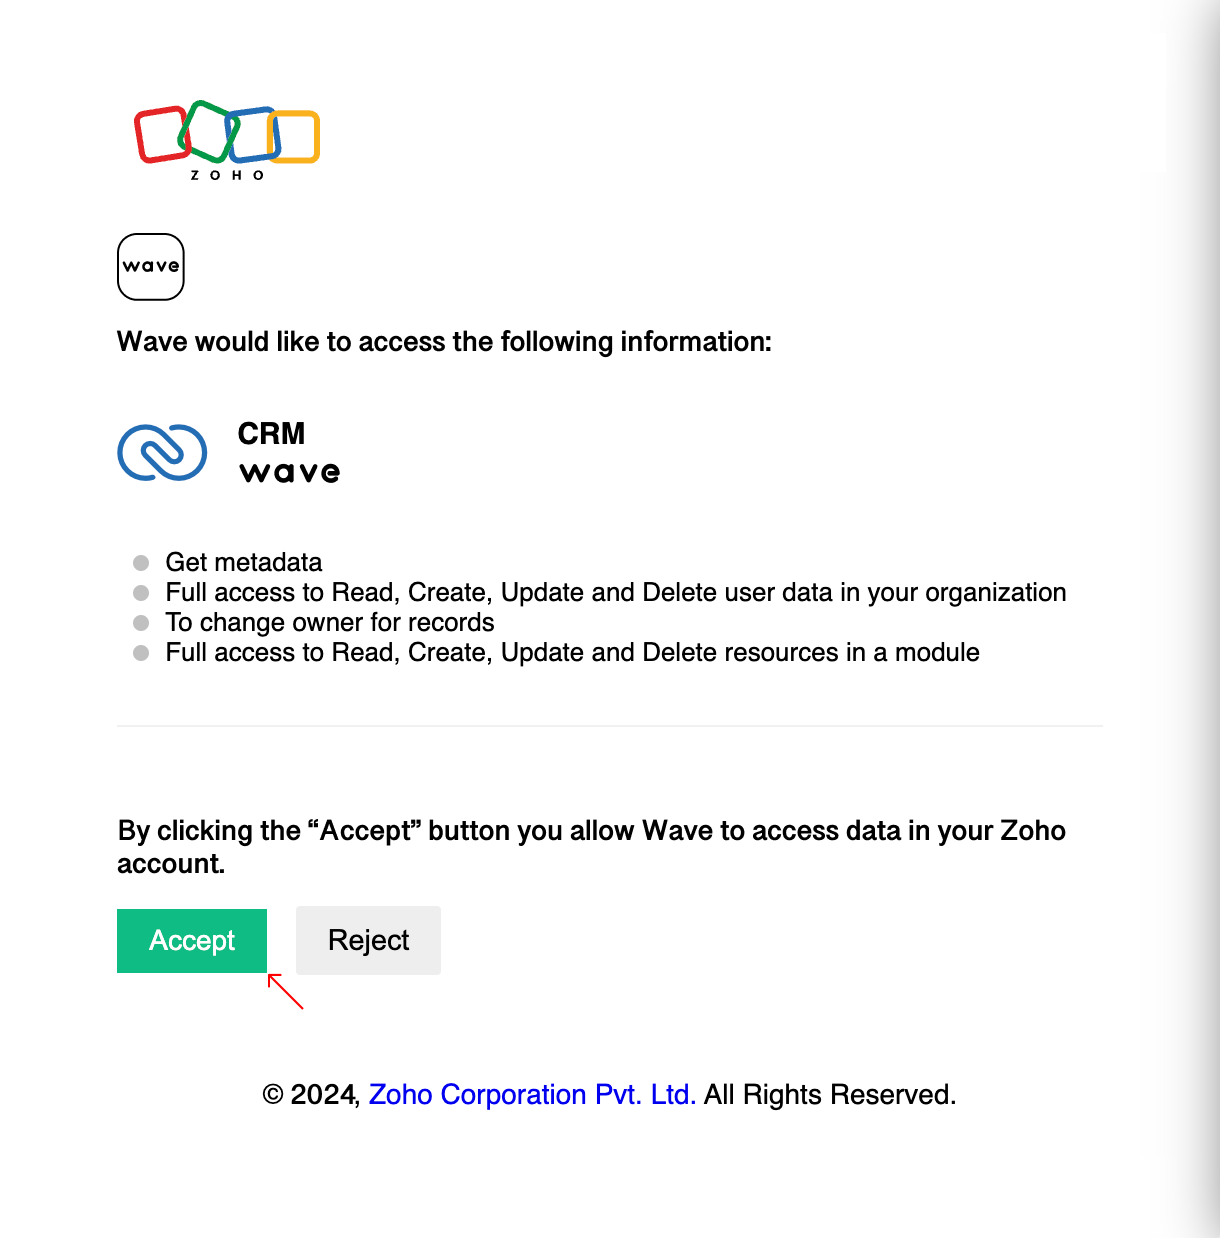 ZOHO
wave
Wave would like to access the following information:
CRM
wave
Get metadata
Full access to Read, Create, Update and Delete user data in your organization
To change owner for records
Full access to Read, Create, Update and Delete resources in a module
By clicking the “Accept” button you allow Wave to access data in your Zoho
account.
Accept Reject
© 2024, Zoho Corporation Pvt. Ltd. All Rights Reserved.